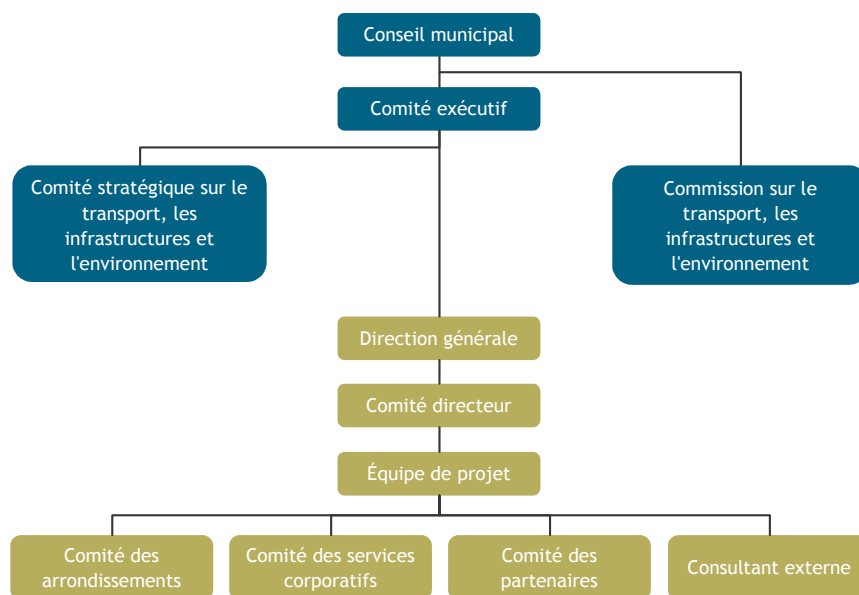 Conseil municipal
Comité exécutif
Comité stratégique sur le
transport, les
infrastructures et
l'environnement
Commission sur le
transport, les
infrastructures et
l'environnement
Direction générale
Comité directeur
Équipe de projet
Comité des
arrondissements
Comité des services
corporatifs
Comité des
partenaires
Consultant externe